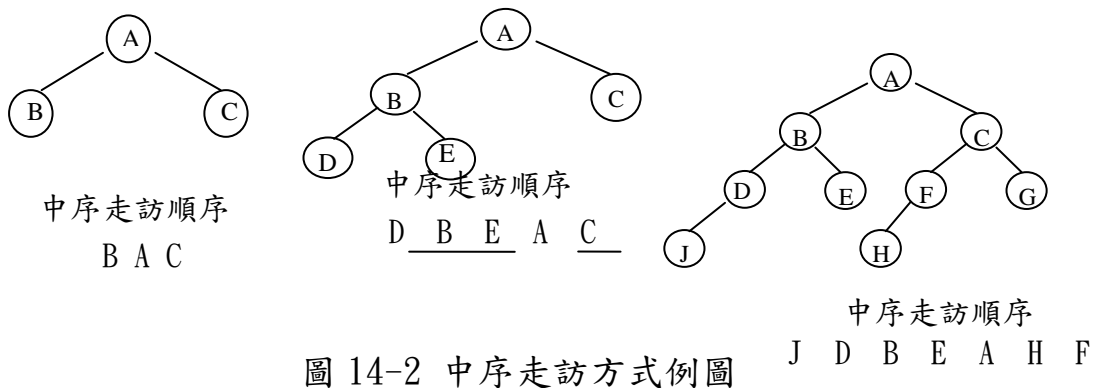 A
B C
中序走訪順序
B A C
A
B C
D E
中序走訪順序
D B E A C
A
B C
D E F G
J H
中序走訪順序
J D B E A H F
圖 14-2 中序走訪方式例圖